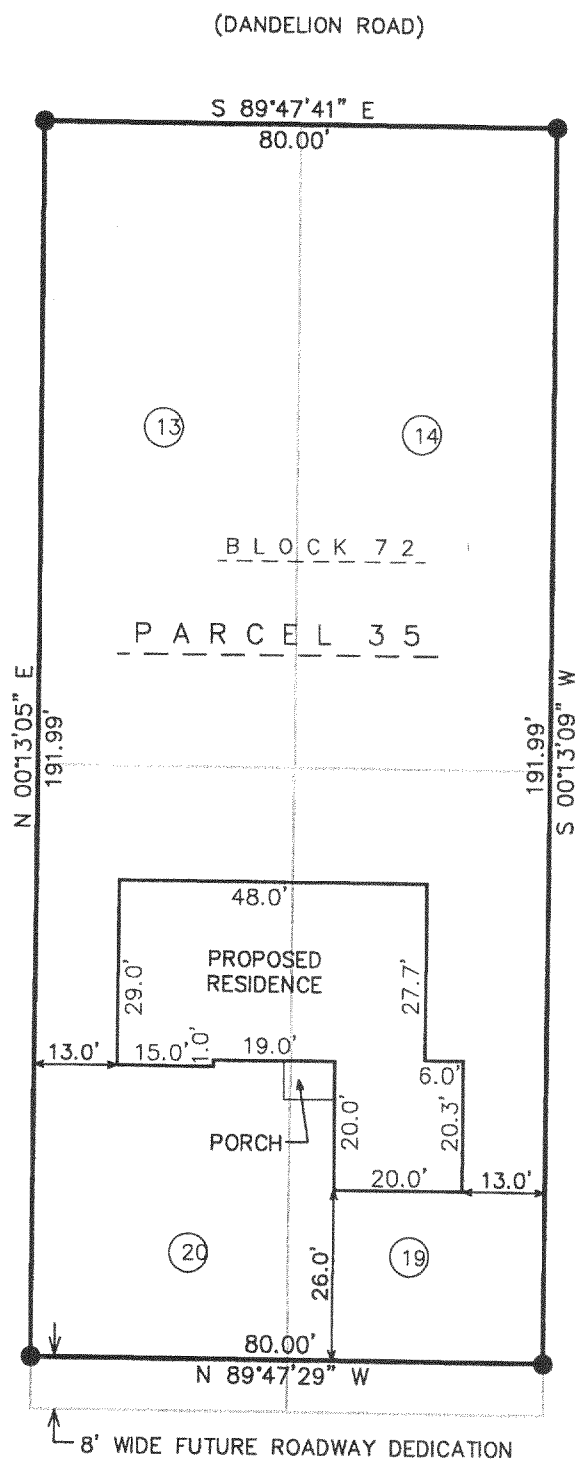 (DANDELION ROAD)
S 89°47'41" E
80.00'
13
14
BLOCK 72
PARCEL 35
N 00°13'05" E
191.99'
191.99'
S 00°13'09" W
48.0'
PROPOSED
RESIDENCE
29.0'
27.7'
13.0'
15.0'
1.0'
19.0'
6.0'
20.0'
20.3'
PORCH
20.0'
13.0'
20
19
26.0'
80.00'
N 89°47'29" W
8' WIDE FUTURE ROADWAY DEDICATION